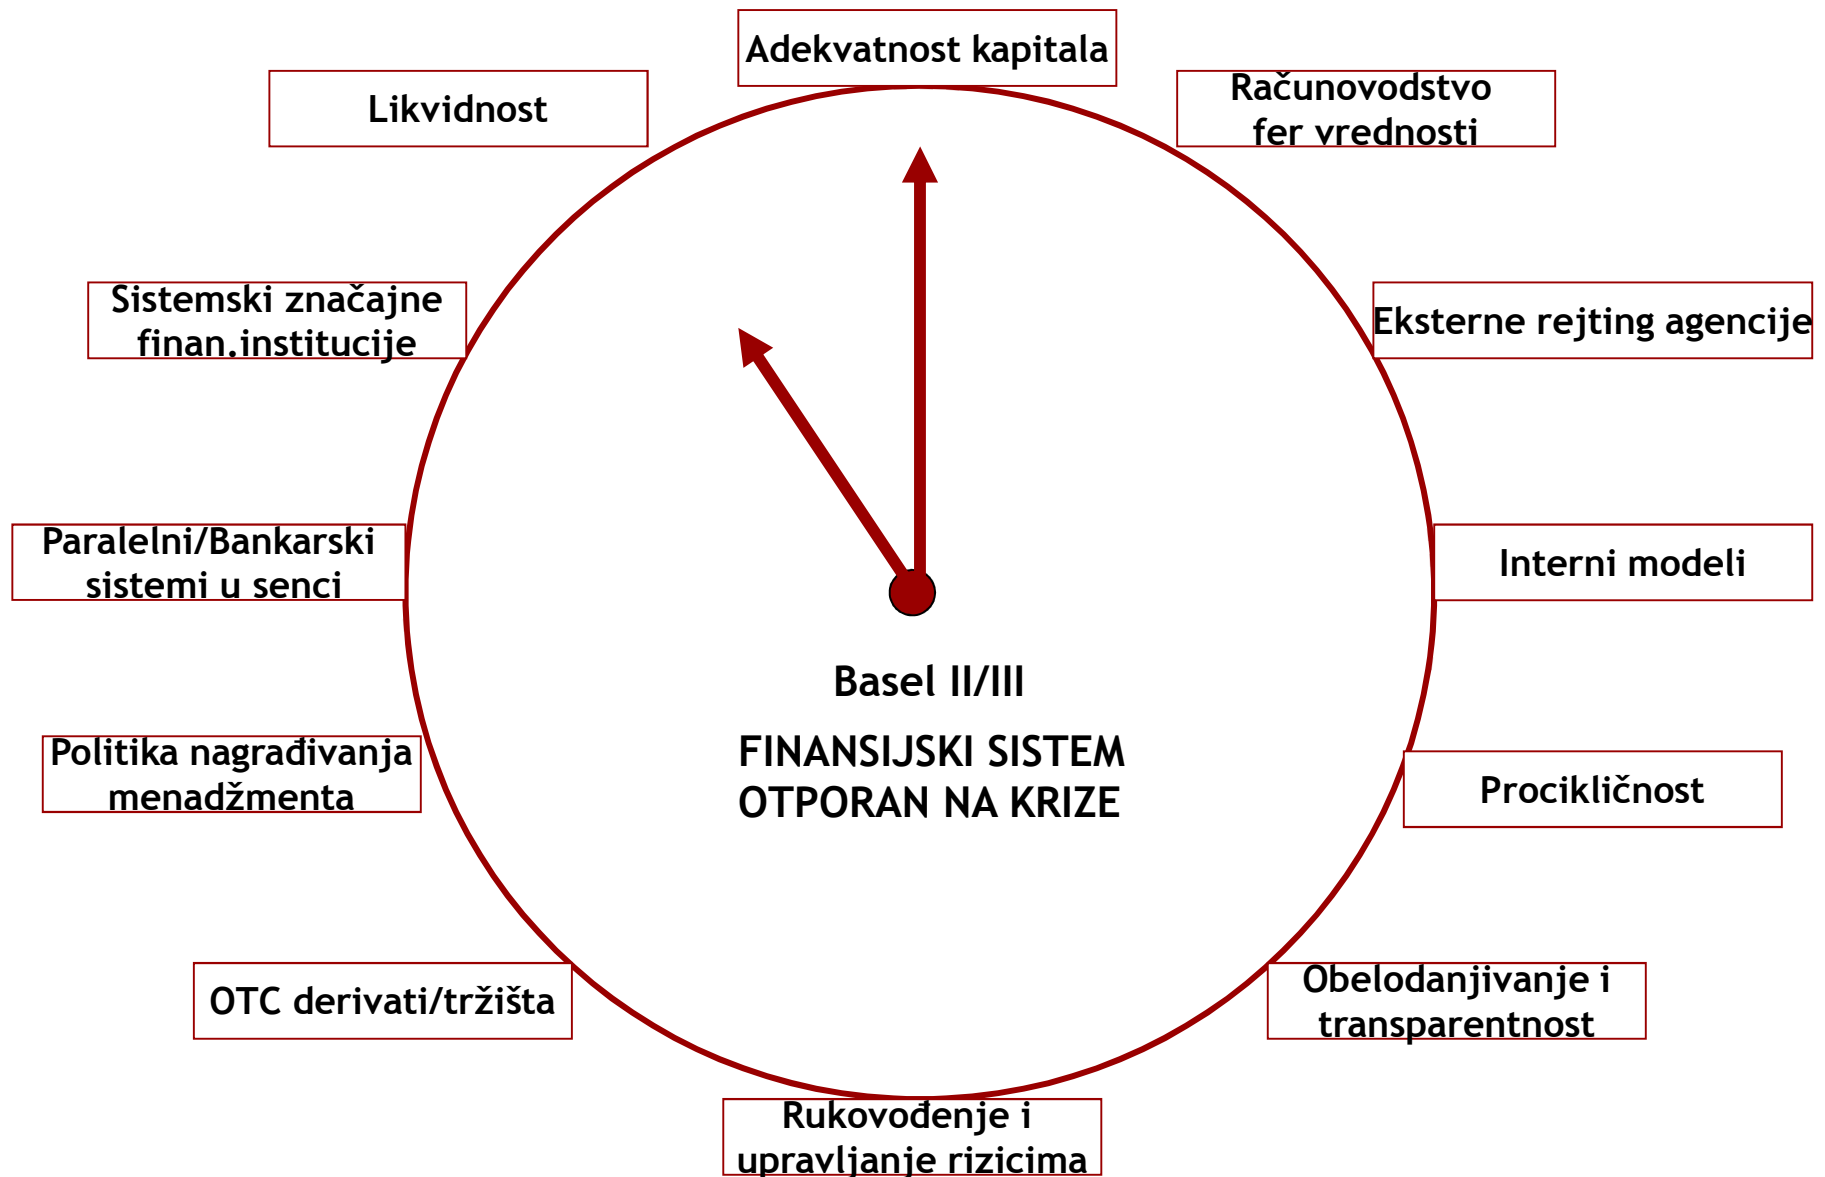 Adekvatnost kapitala
Likvidnost
Računovodstvo
fer vrednosti
Sistemski značajne
finan.institucije
Eksterne rejting agencije
Paralelni/Bankarski
sistemi u senci
Interni modeli
Basel II/III
FINANSIJSKI SISTEM
OTPORAN NA KRIZE
Politika nagrađivanja
menadžmenta
Procikličnost
OTC derivati/tržišta
Obelodanjivanje i
transparentnost
Rukovođenje i
upravljanje rizicima